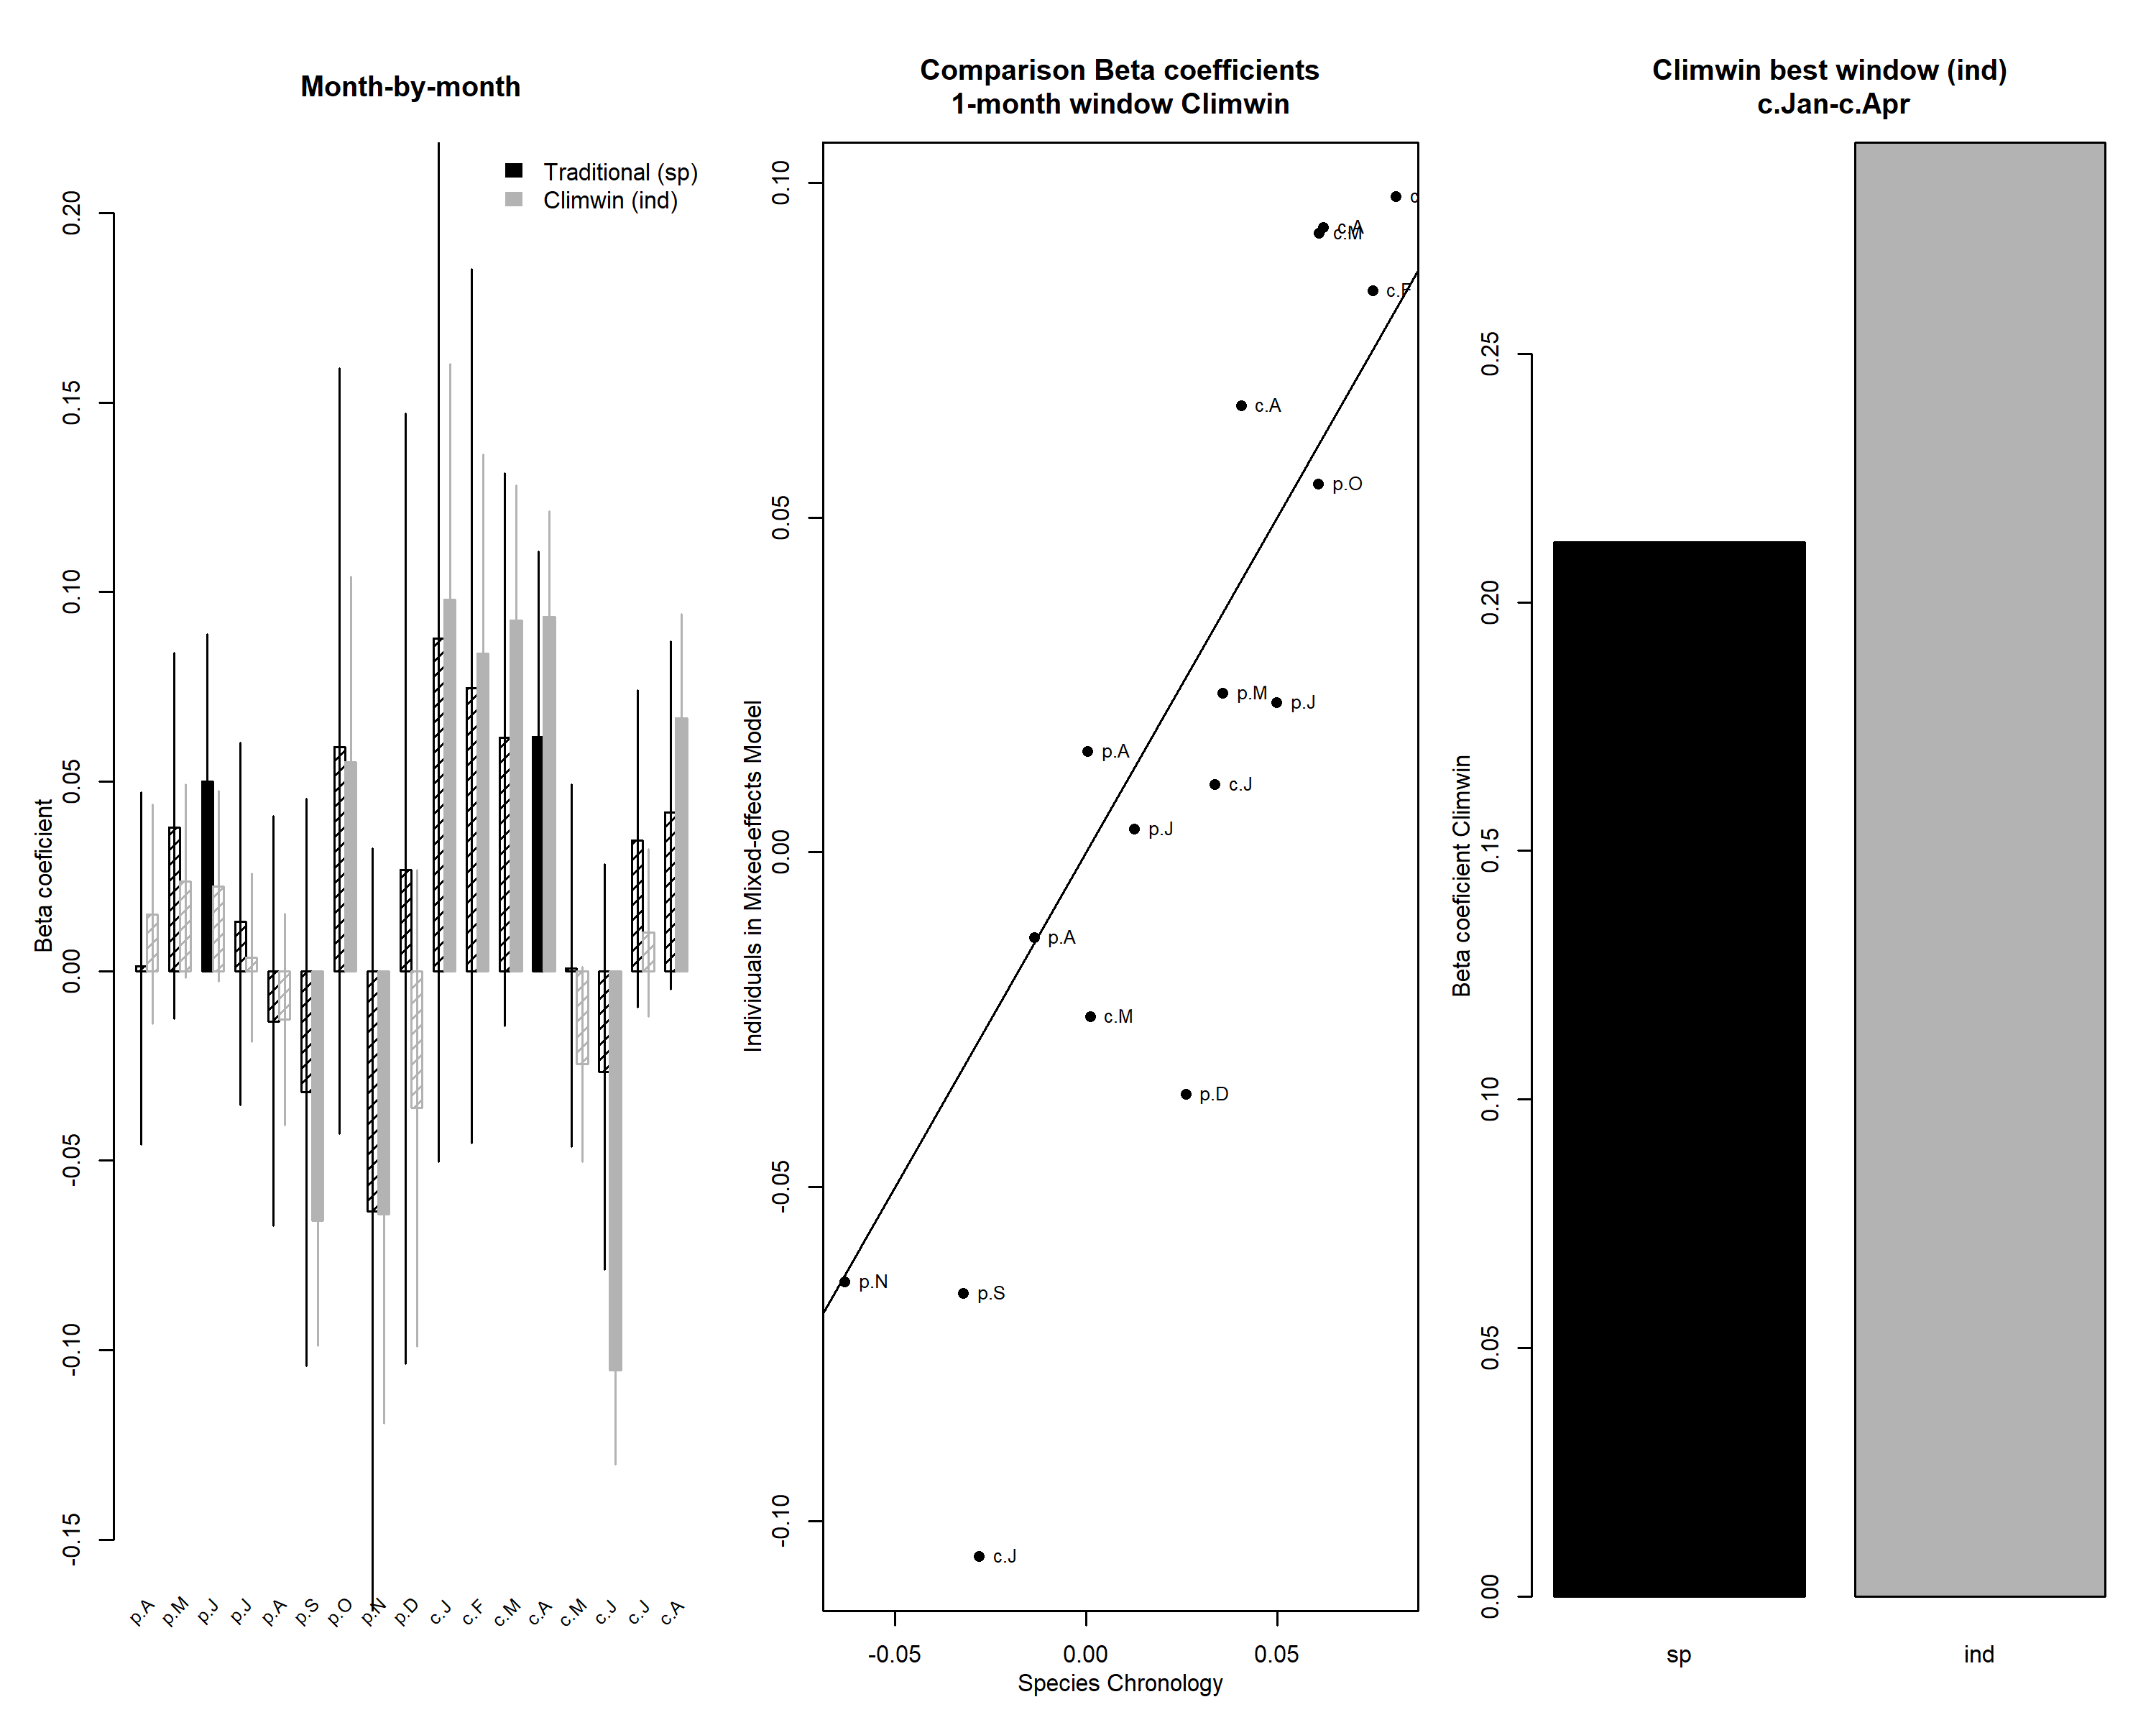 Month-by-month
Traditional (sp)
Climwin (ind)
Beta coeficient
0.20
0.15
0.10
0.05
0.00
-0.05
-0.10
-0.15
p.A
p.M
p.J
p.J
p.A
p.S
p.O
p.N
p.D
c.J
c.F
c.M
c.A
c.M
c.J
c.J
c.A
Comparison Beta coefficients
1-month window Climwin
Individuals in Mixed-effects Model
0.10
0.05
0.00
-0.05
-0.10
c
c.A
c.M
c.F
c.A
p.O
p.M
p.J
p.A
c.J
p.J
p.A
c.M
p.D
p.N
p.S
c.J
-0.05 0.00 0.05
Species Chronology
Climwin best window (ind)
c.Jan-c.Apr
Beta coeficient Climwin
0.25
0.20
0.15
0.10
0.05
0.00
sp ind